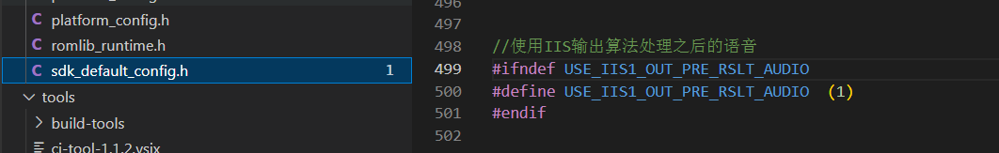 platform_config.h
C romlib_runtime.h
C sdk_default_config.h 1
tools
build-tools
ci-tool-1.1.2.vsix
496
497
498 //使用IIS输出算法处理之后的语音
499 #ifndef USE_IIS1_OUT_PRE_RSLT_AUDIO
500 #define USE_IIS1_OUT_PRE_RSLT_AUDIO (1)
501 #endif
502